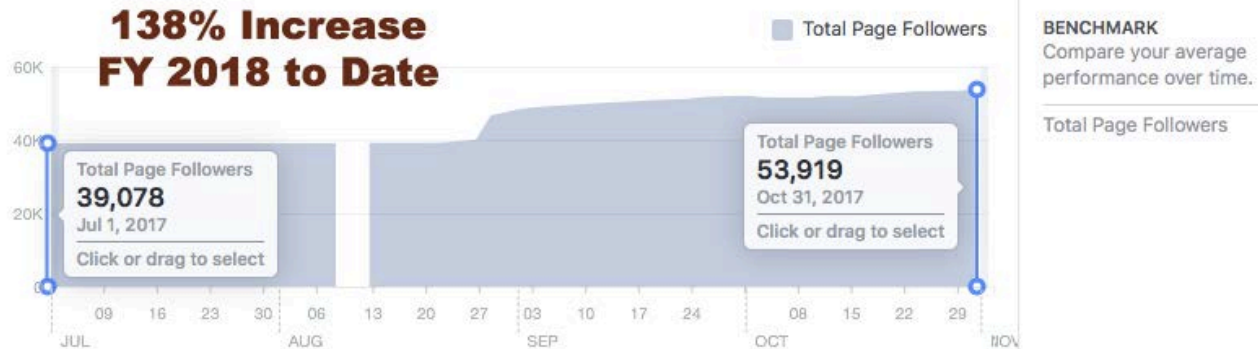 138% Increase
FY 2018 to Date
Total Page Followers
BENCHMARK
Compare your average
performance over time.
Total Page Followers
60K
40K
20K
0
Total Page Followers
39,078
Jul 1, 2017
Click or drag to select
Total Page Followers
53,919
Oct 31, 2017
Click or drag to select
09 16 23 30 06 13 20 27 03 10 17 24 08 15 22 29
JUL AUG SEP OCT NOV